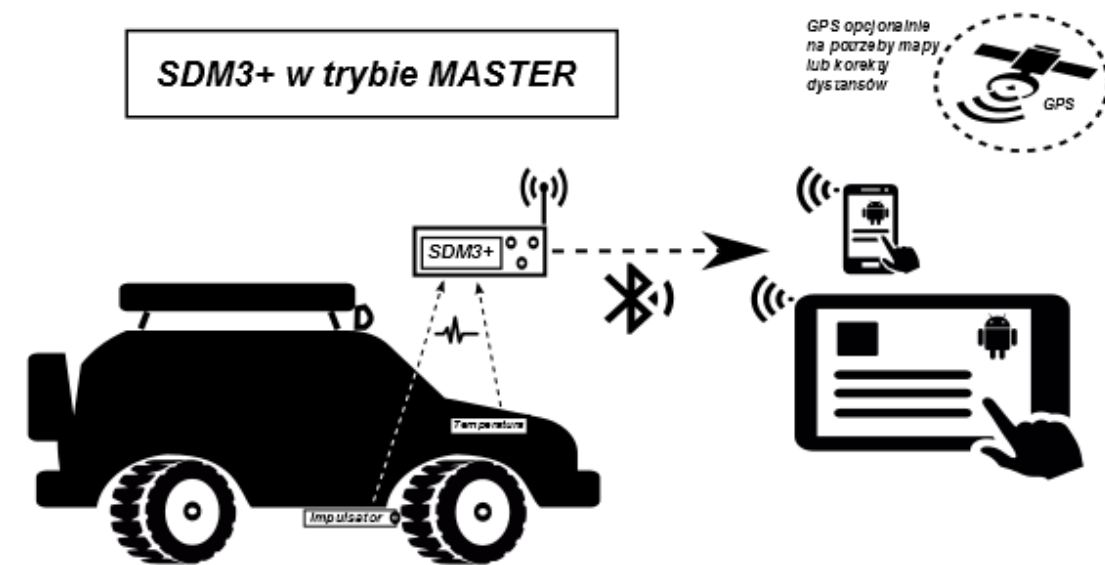 SDM3+ w trybie MASTER
GPS opcjonalnie
na potrzeby mapy
lub korekty
dystansów
GPS
SDM3+
Temperatura
Impulsator